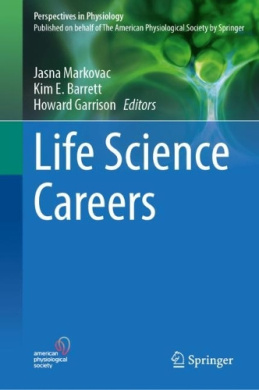 Perspectives in Physiology
Published on behalf of The American Physiological Society by Springer
Jasna Markovac
Kim E. Barrett
Howard Garrison Editors
Life Science
Careers
american
physiological
society
Springer